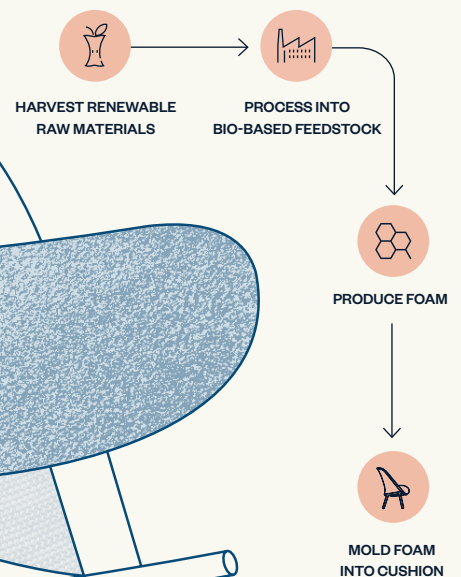 HARVEST RENEWABLE
RAW MATERIALS
PROCESS INTO
BIO-BASED FEEDSTOCK
PRODUCE FOAM
MOLD FOAM
INTO CUSHION